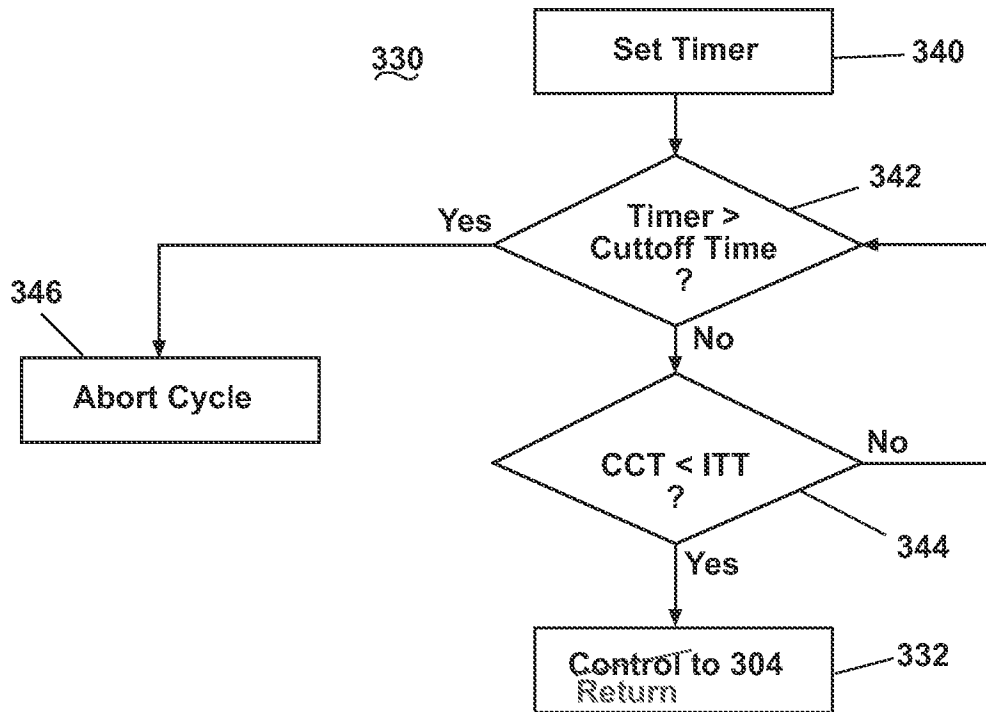 330
Set Timer
340
342
Timer >
Cuttoff Time
?
Yes
No
346
Abort Cycle
CCT < ITT
?
No
344
Yes
Control to 304
Return
332